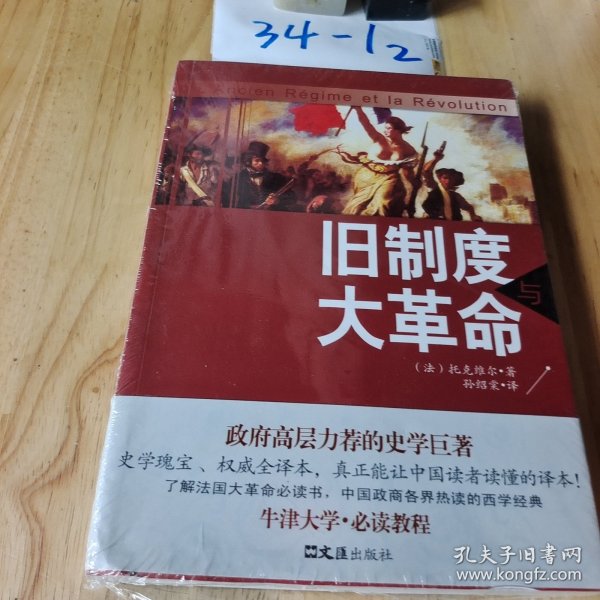 34-12
Ancien Régime et la Révolution
旧制度
与
大革命
（法）托克维尔·著
孙绍棠·译
政府高层力荐的史学巨著
史学瑰宝、权威全译本，真正能让中国读者读懂的译本！
了解法国大革命必读书，中国政商各界热读的西学经典
牛津大学·必读教程
文匯出版社
孔夫子旧书网
www.kongfz.com